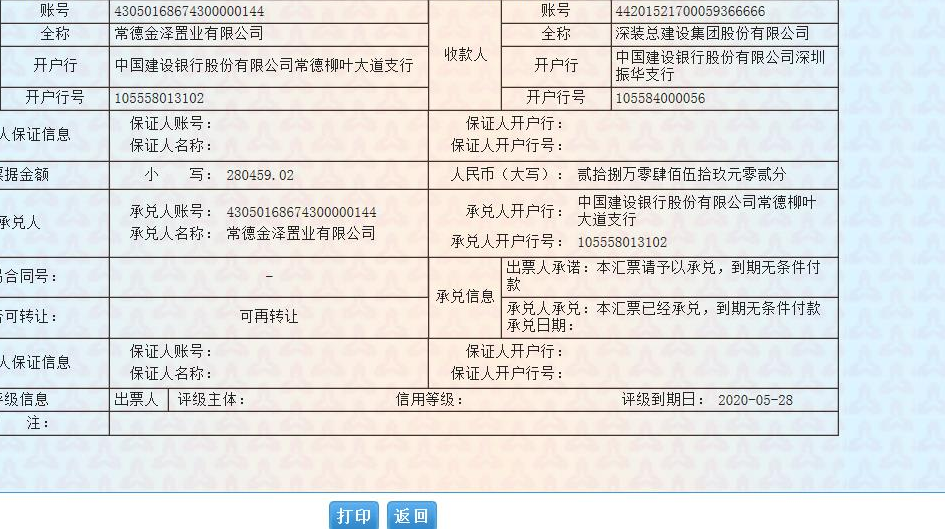 账号 43050168674300000144 账号 44201521700059366666
全称 常德金泽置业有限公司 收款人 全称 深装总建设集团股份有限公司
开户行 中国建设银行股份有限公司常德柳叶大道支行 开户行 中国建设银行股份有限公司深圳
振华支行
开户行号 105558013102 开户行号 105584000056
人保证信息 保证人账号： 保证人开户行：
保证人名称： 保证人开户行号：
票据金额 小 写： 280459.02 人民币（大写）： 贰拾捌万零肆佰伍拾玖元零贰分
承兑人 承兑人账号： 43050168674300000144 承兑人开户行： 中国建设银行股份有限公司常德柳叶
大道支行
承兑人名称： 常德金泽置业有限公司 承兑人开户行号： 105558013102
易合同号： - 承兑信息 出票人承诺：本汇票请予以承兑，到期无条件付
款
否可转让： 可再转让 承兑人承兑：本汇票已经承兑，到期无条件付款
承兑日期：
人保证信息 保证人账号： 保证人开户行：
保证人名称： 保证人开户行号：
评级信息 出票人 评级主体： 信用等级： 评级到期日： 2020-05-28
注：
打印 返回